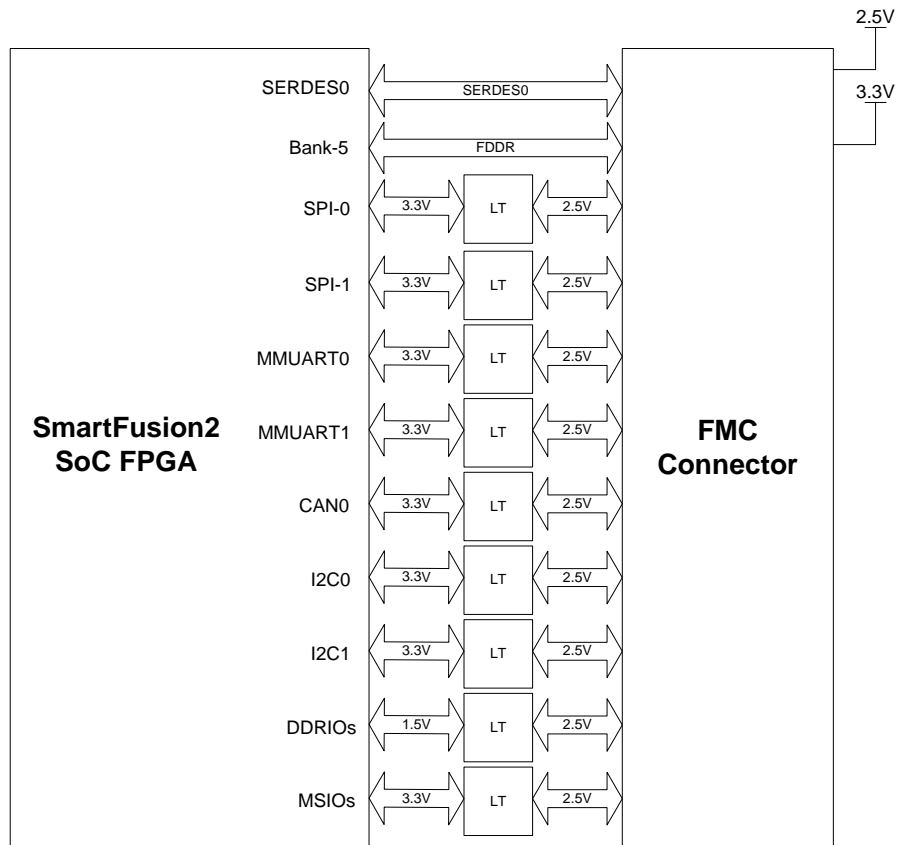 2.5V
3.3V
SERDES0
SERDES0
Bank-5
FDDR
SPI-0
3.3V
LT
2.5V
SPI-1
3.3V
LT
2.5V
MMUART0
3.3V
LT
2.5V
SmartFusion2
SoC FPGA
MMUART1
3.3V
LT
2.5V
FMC
Connector
CAN0
3.3V
LT
2.5V
I2C0
3.3V
LT
2.5V
I2C1
3.3V
LT
2.5V
DDRIOs
1.5V
LT
2.5V
MSIOs
3.3V
LT
2.5V